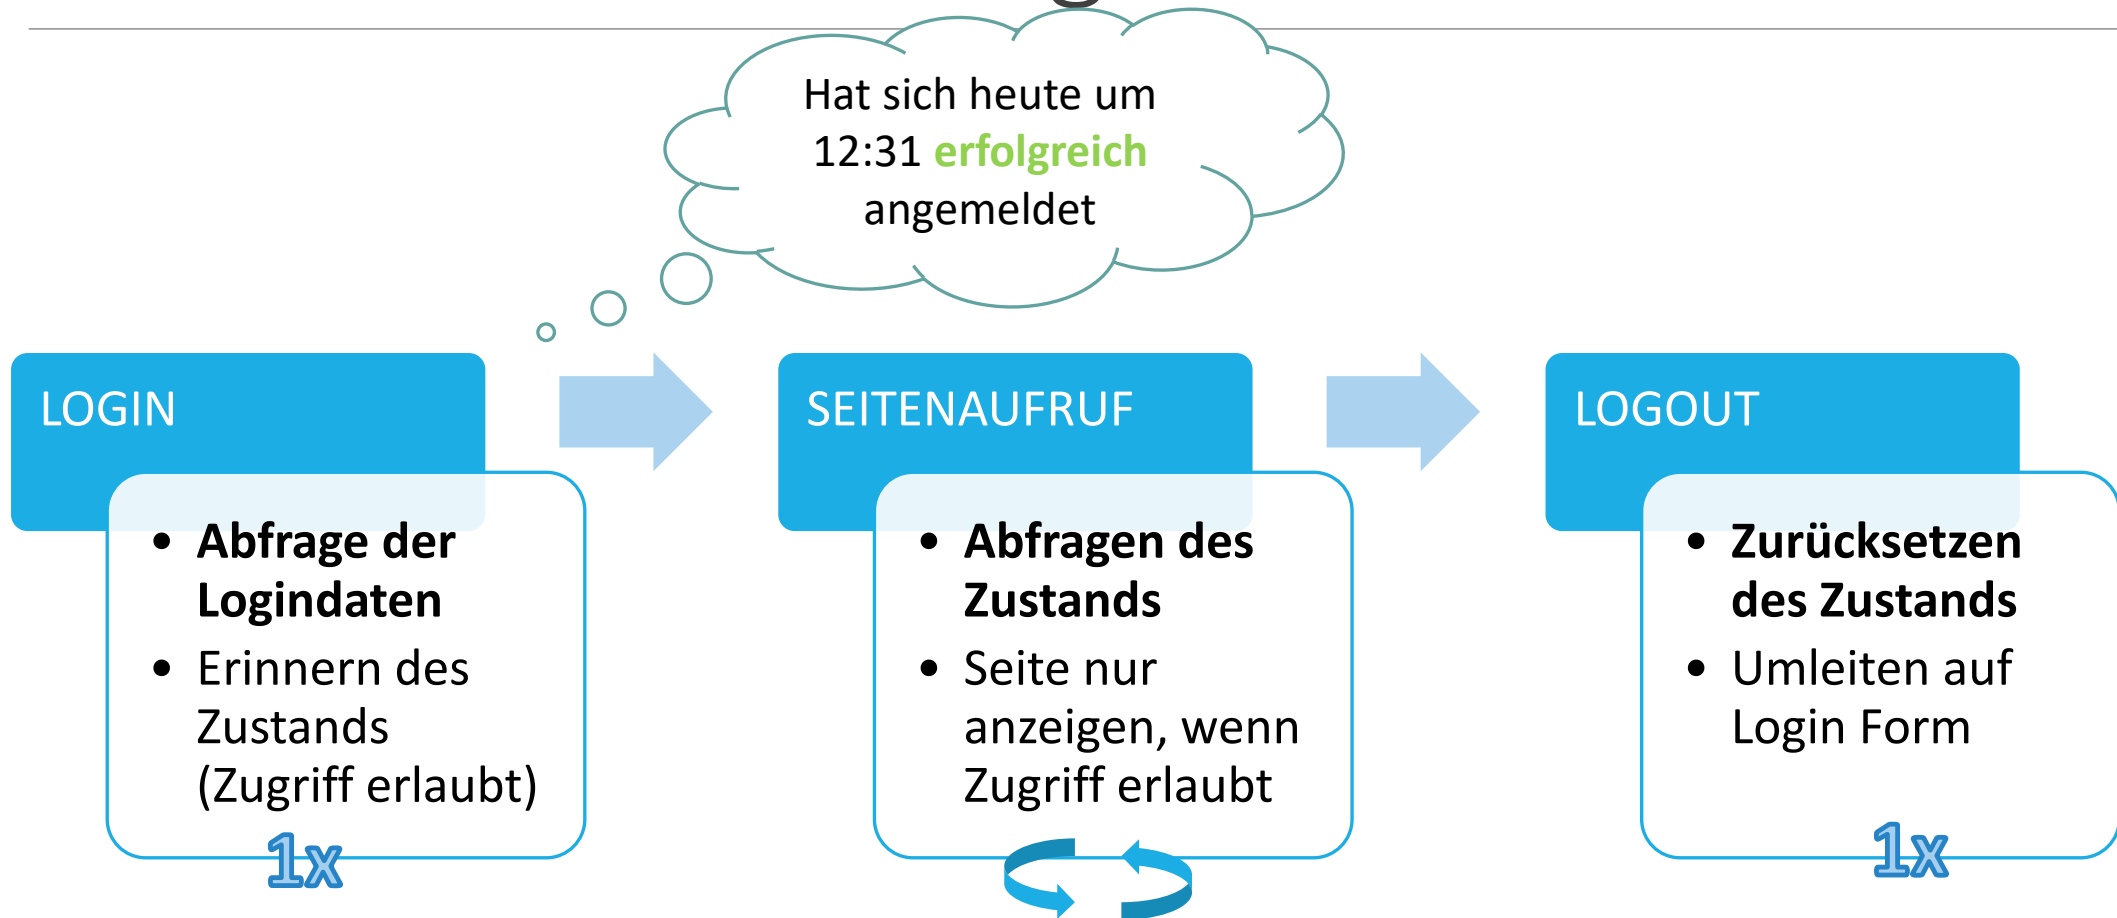 Hat sich heute um
12:31 erfolgreich
angemeldet
LOGIN
• Abfrage der
Logindaten
• Erinnern des
Zustands
(Zugriff erlaubt)
1x
SEITENAUFRUF
• Abfragen des
Zustands
• Seite nur
anzeigen, wenn
Zugriff erlaubt
LOGOUT
• Zurücksetzen
des Zustands
• Umleiten auf
Login Form
1x